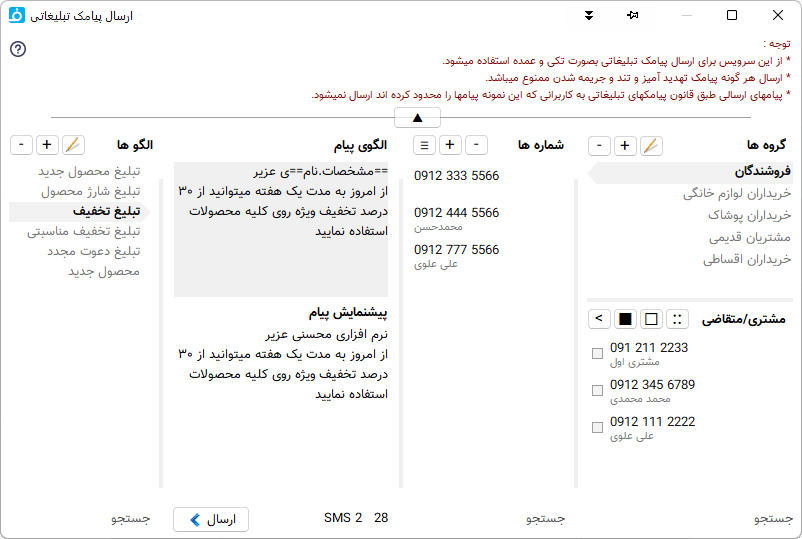 ارسال پیامک تبلیغاتی
توجه :
* از این سرویس برای ارسال پیامک تبلیغاتی بصورت تکی و عمده استفاده میشود.
* ارسال هر گونه پیامک تهدید آمیز و تند و جریمه شدن ممنوع میباشد.
* پیامهای ارسالی طبق قانون پیامکهای تبلیغاتی به کاربرانی که این نمونه پیامها را محدود کرده اند ارسال نمیشود.
گروه ها
فروشندگان
خریداران لوازم خانگی
خریداران پوشاک
مشتریان قدیمی
خریداران اقساطی
مشتری/متقاضی
091 211 2233
مشتری اول
0912 345 6789
محمد محمدی
0912 111 2222
علی علوی
جستجو
شماره ها
0912 333 5566
0912 444 5566
محمدحسن
0912 777 5566
علی علوی
جستجو
الگوی پیام
==مشخصات.نام==ی عزیر
از امروز به مدت یک هفته میتوانید از ۳۰
درصد تخفیف ویژه روی کلیه محصولات
استفاده نمایید
پیشنمایش پیام
نرم افزاری محسنی عزیر
از امروز به مدت یک هفته میتوانید از ۳۰
درصد تخفیف ویژه روی کلیه محصولات
استفاده نمایید
SMS 2 28
ارسال
الگو ها
تبلیغ محصول جدید
تبلیغ شارژ محصول
تبلیغ تخفیف
تبلیغ تخفیف مناسبتی
تبلیغ دعوت مجدد
محصول جدید
جستجو